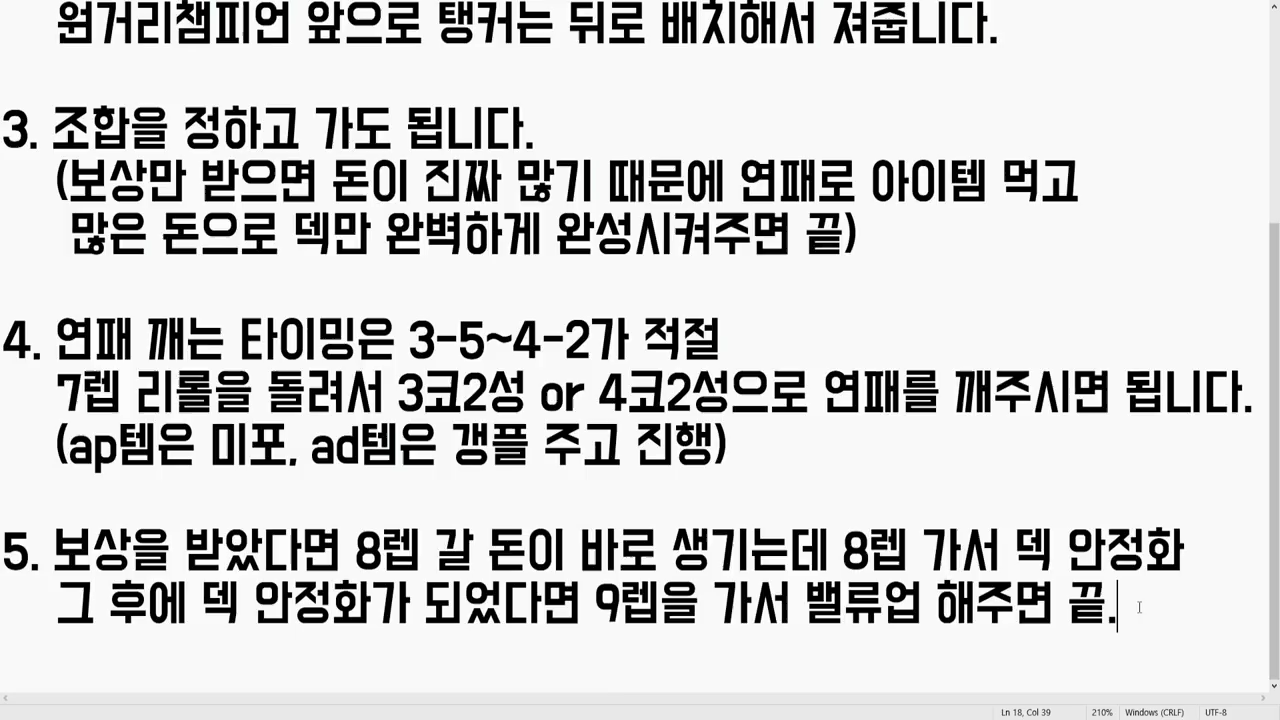 원거리챔피언 앞으로 탱커는 뒤로 배치해서 져줍니다.
3. 조합을 정하고 가도 됩니다.
(보상만 받으면 돈이 진짜 많기 때문에 연패로 아이템 먹고
많은 돈으로 덱만 완벽하게 완성시켜주면 끝)
4. 연패 깨는 타이밍은 3-5~4-2가 적절
7렙 리롤을 돌려서 3코2성 or 4코2성으로 연패를 깨주시면 됩니다.
(ap템은 미포, ad템은 갱플 주고 진행)
5. 보상을 받았다면 8렙 갈 돈이 바로 생기는데 8렙 가서 덱 안정화
그 후에 덱 안정화가 되었다면 9렙을 가서 밸류업 해주면 끝.
Ln 18, Col 39
210%
Windows (CRLF)
UTF-8